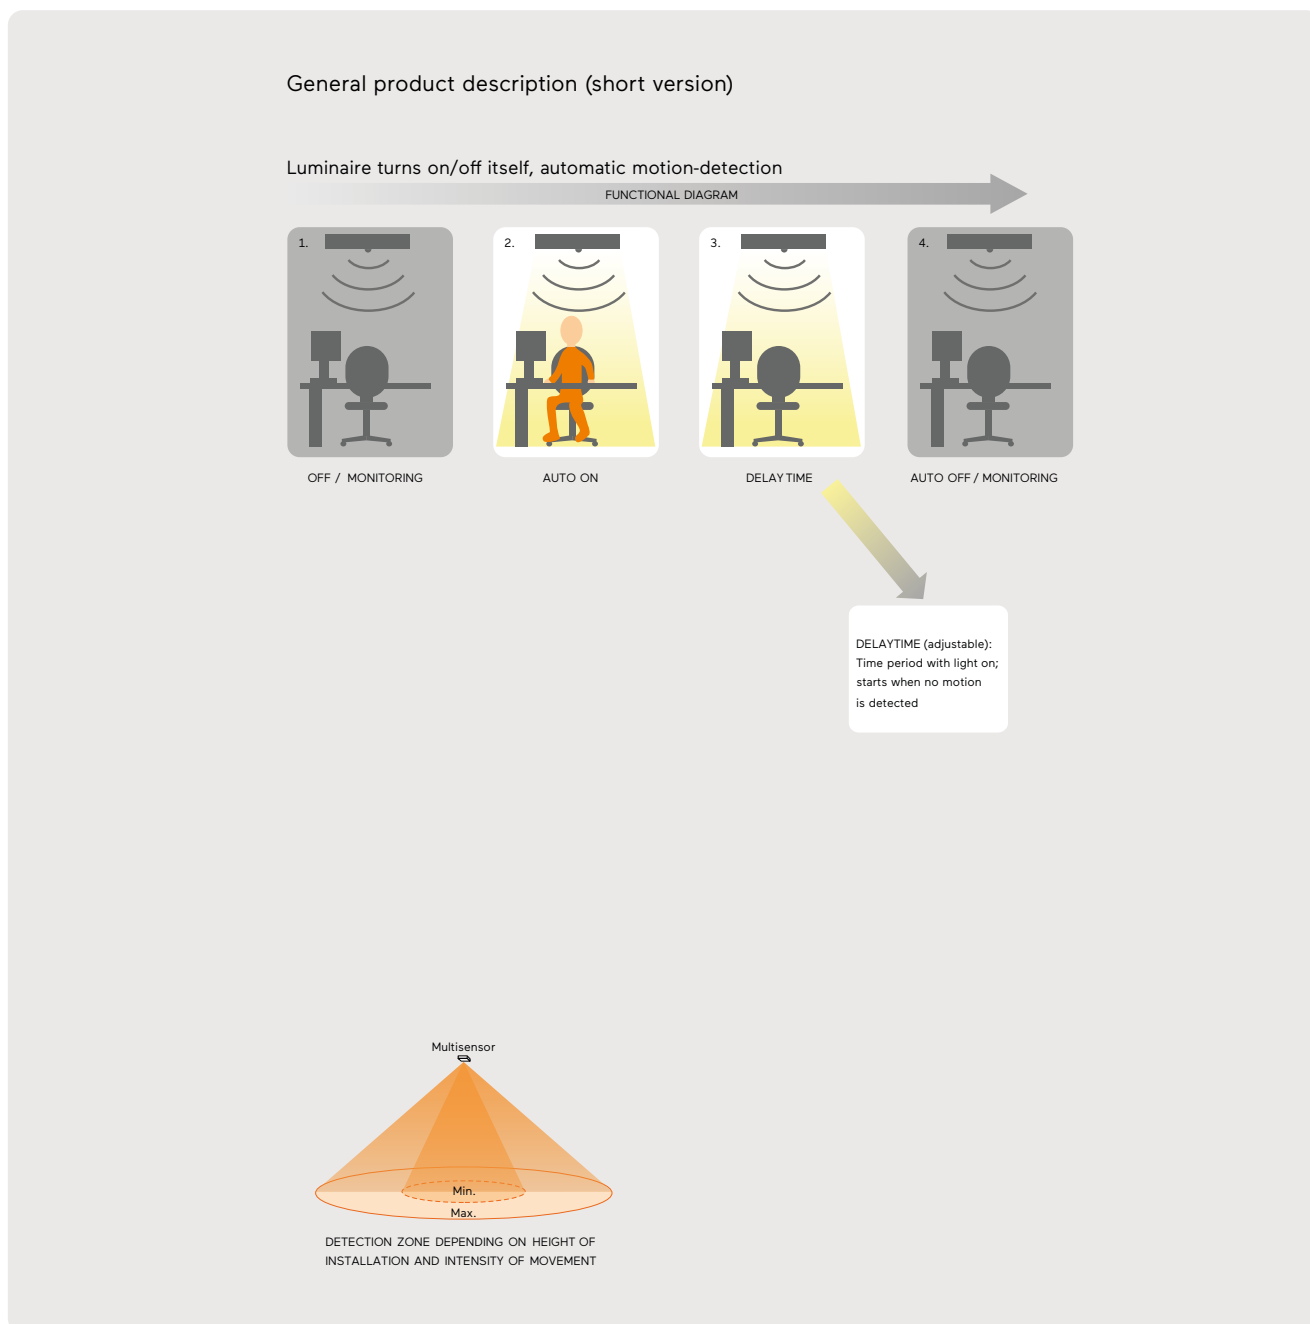 General product description (short version)
Luminaire turns on/off itself, automatic motion-detection
FUNCTIONAL DIAGRAM
1.
2.
3.
4.
OFF / MONITORING
AUTO ON
DELAY TIME
AUTO OFF / MONITORING
DELAYTIME (adjustable):
Time period with light on;
starts when no motion
is detected
Multisensor
Min.
Max.
DETECTION ZONE DEPENDING ON HEIGHT OF
INSTALLATION AND INTENSITY OF MOVEMENT